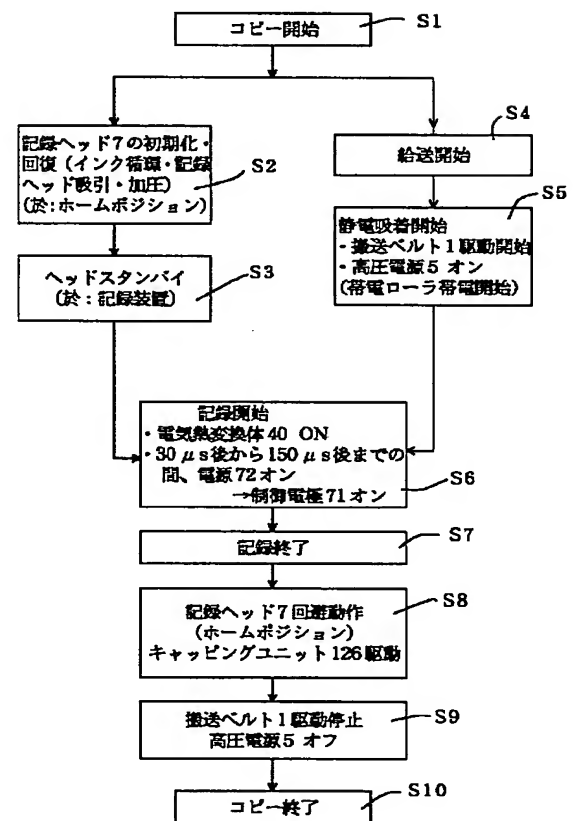 コピー開始
S1
記録ヘッド7の初期化・
回復(インク循環・記録
ヘッド吸引・加圧)
(於:ホームポジション)
S2
ヘッドスタンバイ
(於:記録装置)
S3
給送開始
S4
静電吸着開始
・搬送ベルト1駆動開始
・高圧電源5 オン
(帯電ローラ帯電開始)
S5
記録開始
・電気熱変換体40 ON
・30μs後から150μs後までの
間、電源72オン
→制御電極71オン
S6
記録終了
S7
記録ヘッド7回避動作
(ホームポジション)
キャッピングユニット126駆動
S8
搬送ベルト1駆動停止
高圧電源5 オフ
S9
コピー終了
S10